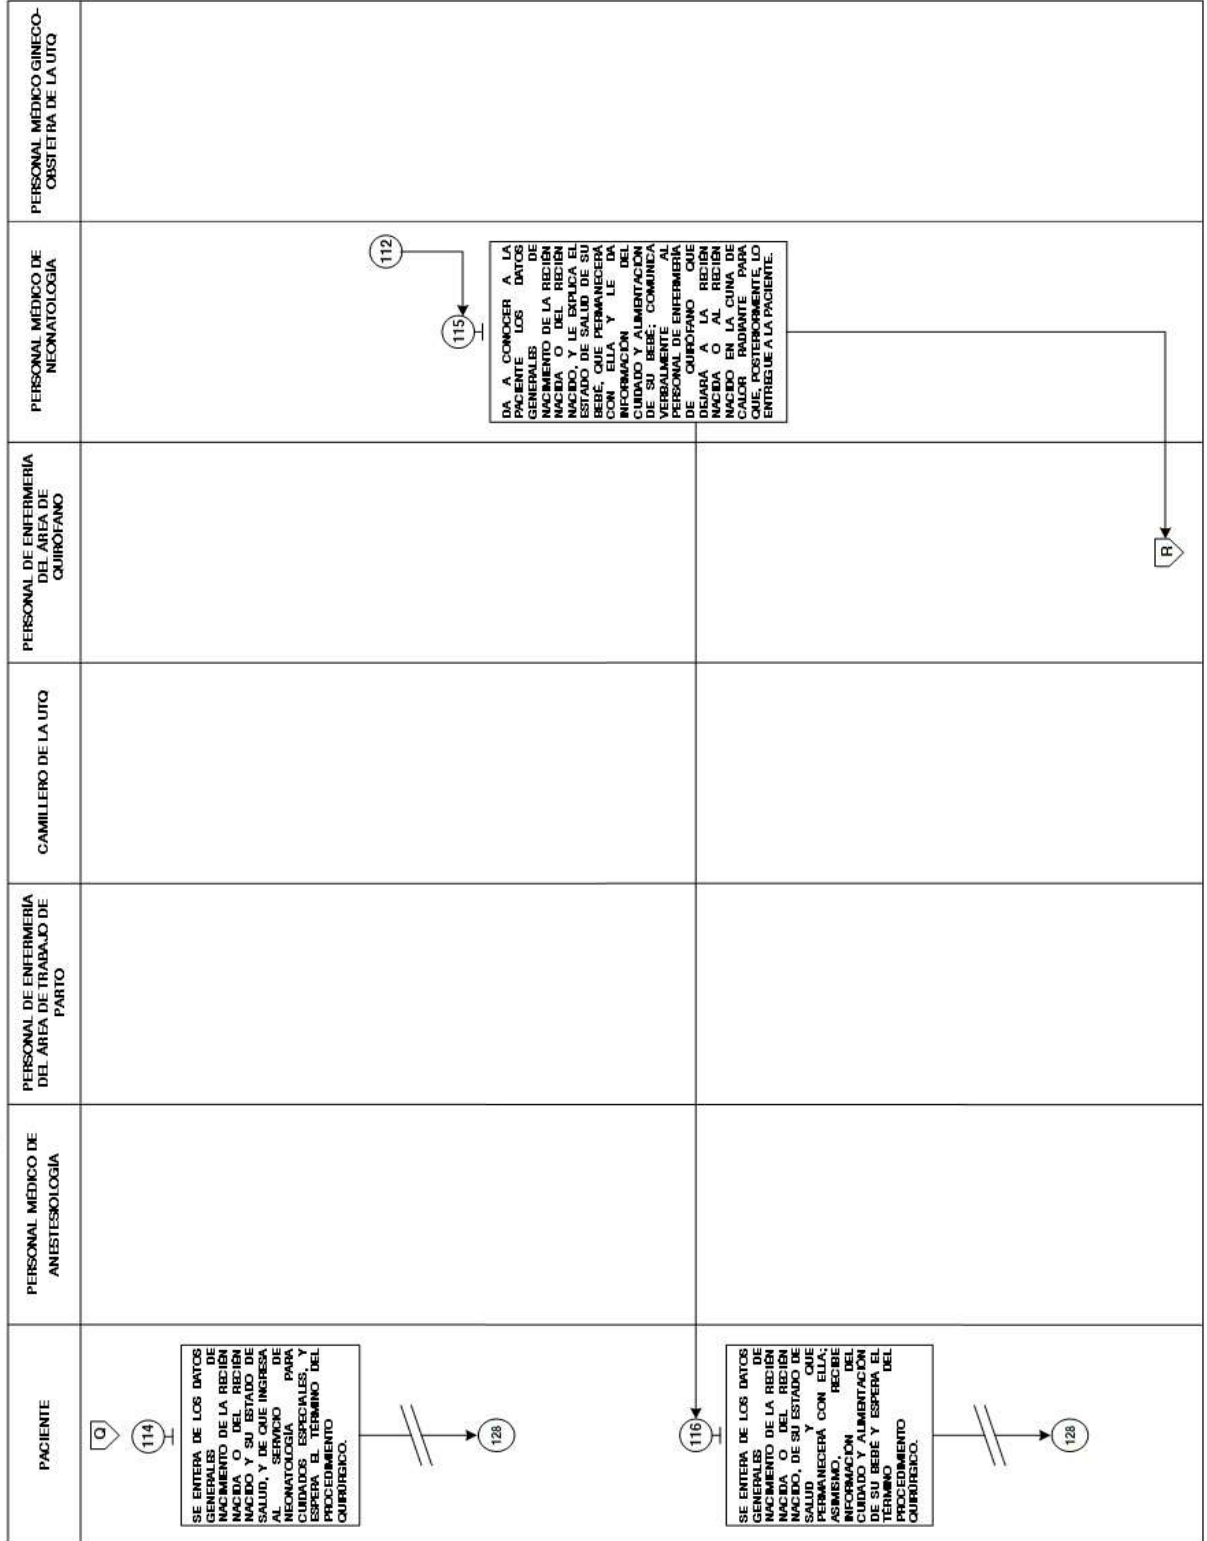 PACIENTE
PERSONAL MÉDICO DE
ANESTESIOLOGÍA
PERSONAL DE ENFERMERÍA
DEL ÁREA DE TRABAJO DE
PARTO
CAMILLERO DE LA UTQ
PERSONAL DE ENFERMERÍA
DEL ÁREA DE
QUIRÓFANO
PERSONAL MÉDICO DE
NEONATOLOGÍA
PERSONAL MÉDICO GINECO-
OBSTETRA DE LA UTQ
Q
114
SE ENTERA DE LOS DATOS
GENERALES DE
NACIMIENTO DE LA RECIÉN
NACIDA O DEL RECIÉN
NACIDO Y SU ESTADO DE
SALUD, Y DE QUE INGRESA
AL SERVICIO DE
NEONATOLOGÍA PARA
CUIDADOS ESPECIALES, Y
ESPERA EL TÉRMINO DEL
PROCEDIMIENTO
QUIRÚRGICO.
128
112
115
DA A CONOCER A LA
PACIENTE LOS DATOS
GENERALES DE
NACIMIENTO DE LA RECIÉN
NACIDA O DEL RECIÉN
NACIDO, Y LE EXPLICA EL
ESTADO DE SALUD DE SU
BEBÉ, QUE PERMANECERÁ
CON ELLA Y LE DA
INFORMACIÓN DEL
CUIDADO Y ALIMENTACIÓN
DE SU BEBÉ; COMUNICA
VERBALMENTE AL
PERSONAL DE ENFERMERÍA
DE QUIRÓFANO QUE
DEJARÁ A LA RECIÉN
NACIDA O AL RECIÉN
NACIDO EN LA CUNA DE
CALOR RADIANTE PARA
QUE, POSTERIORMENTE, LO
ENTREGUE A LA PACIENTE.
116
SE ENTERA DE LOS DATOS
GENERALES DE
NACIMIENTO DE LA RECIÉN
NACIDA O DEL RECIÉN
NACIDO, DE SU ESTADO DE
SALUD Y QUE
PERMANECERÁ CON ELLA;
ASIMISMO, RECIBE
INFORMACIÓN DEL
CUIDADO Y ALIMENTACIÓN
DE SU BEBÉ Y ESPERA EL
TÉRMINO DEL
PROCEDIMIENTO
QUIRÚRGICO.
128
R